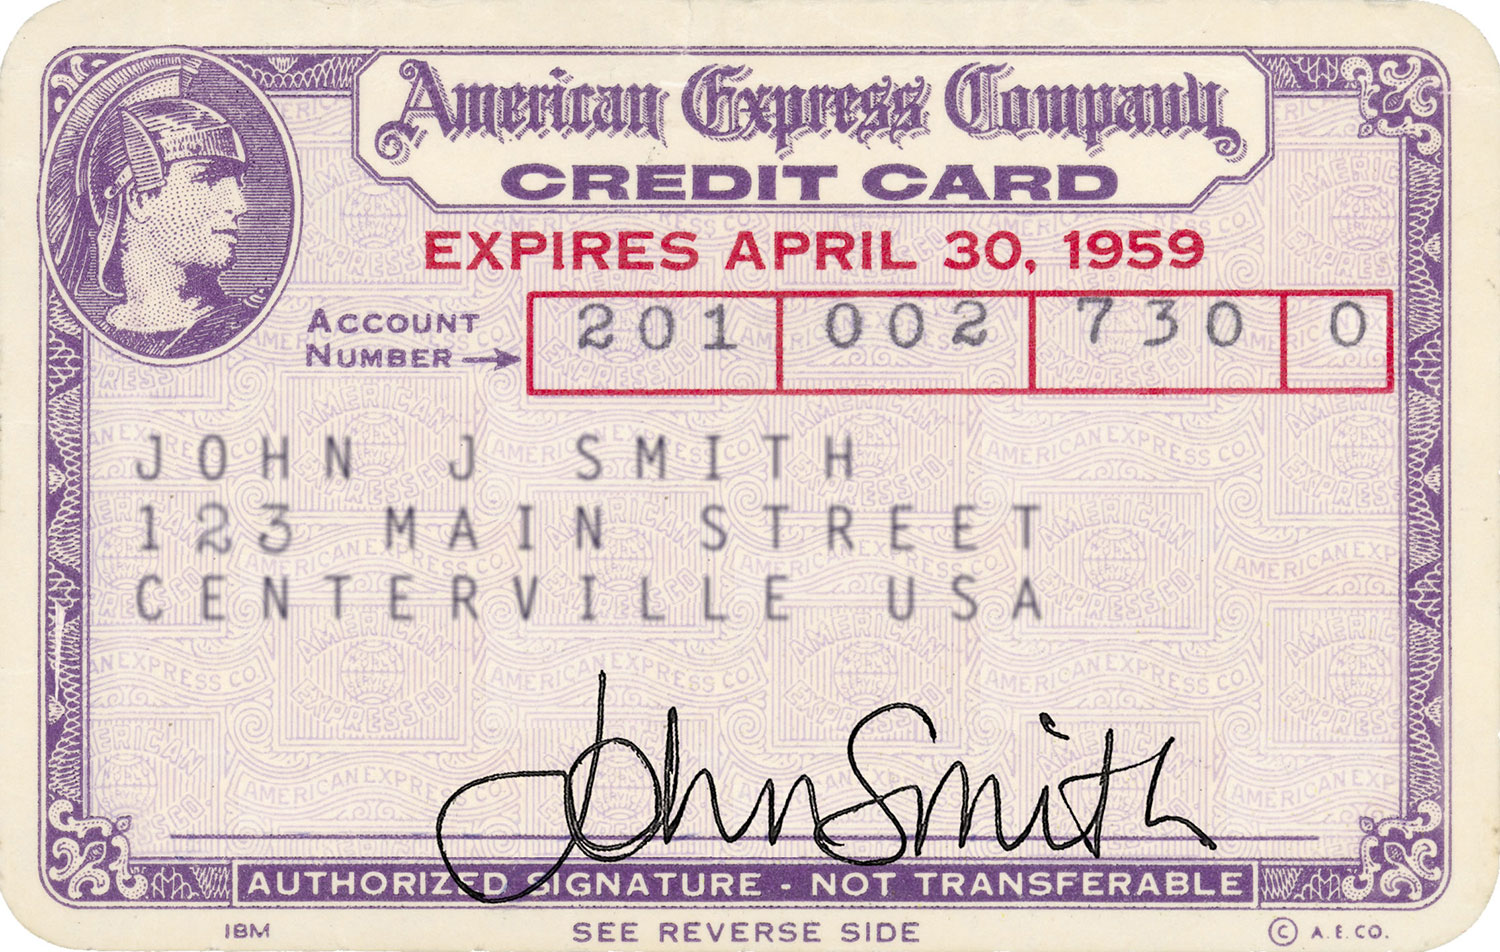 American Express Company
CREDIT CARD
EXPIRES APRIL 30, 1959
ACCOUNT NUMBER → 201 002 730 0
JOHN J SMITH
123 MAIN STREET
CENTERVILLE USA
John Smith
AUTHORIZED SIGNATURE - NOT TRANSFERABLE
IBM SEE REVERSE SIDE © A.E.CO.